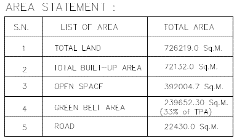 AREA STATEMENT :
S.N. LIST OF AREA TOTAL AREA
1 TOTAL LAND 726219.0 Sq.M.
2 TOTAL BUILT-UP AREA 72132.0 Sq.M.
3 OPEN SPACE 392004.7 Sq.M.
4 GREEN BELT AREA 239652.30 Sq.M.
(33% of TPA)
5 ROAD 22430.0 Sq.M.